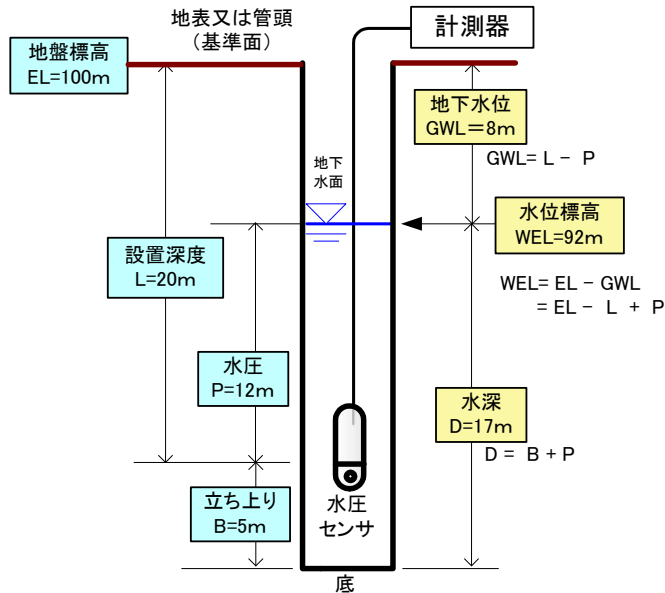 地表又は管頭
(基準面)
計測器
地盤標高
EL=100m
地下水位
GWL=8m
GWL= L - P
地下
水面
水位標高
WEL=92m
WEL= EL - GWL
= EL - L + P
設置深度
L=20m
水圧
P=12m
水深
D=17m
D = B + P
立ち上り
B=5m
水圧
センサ
底